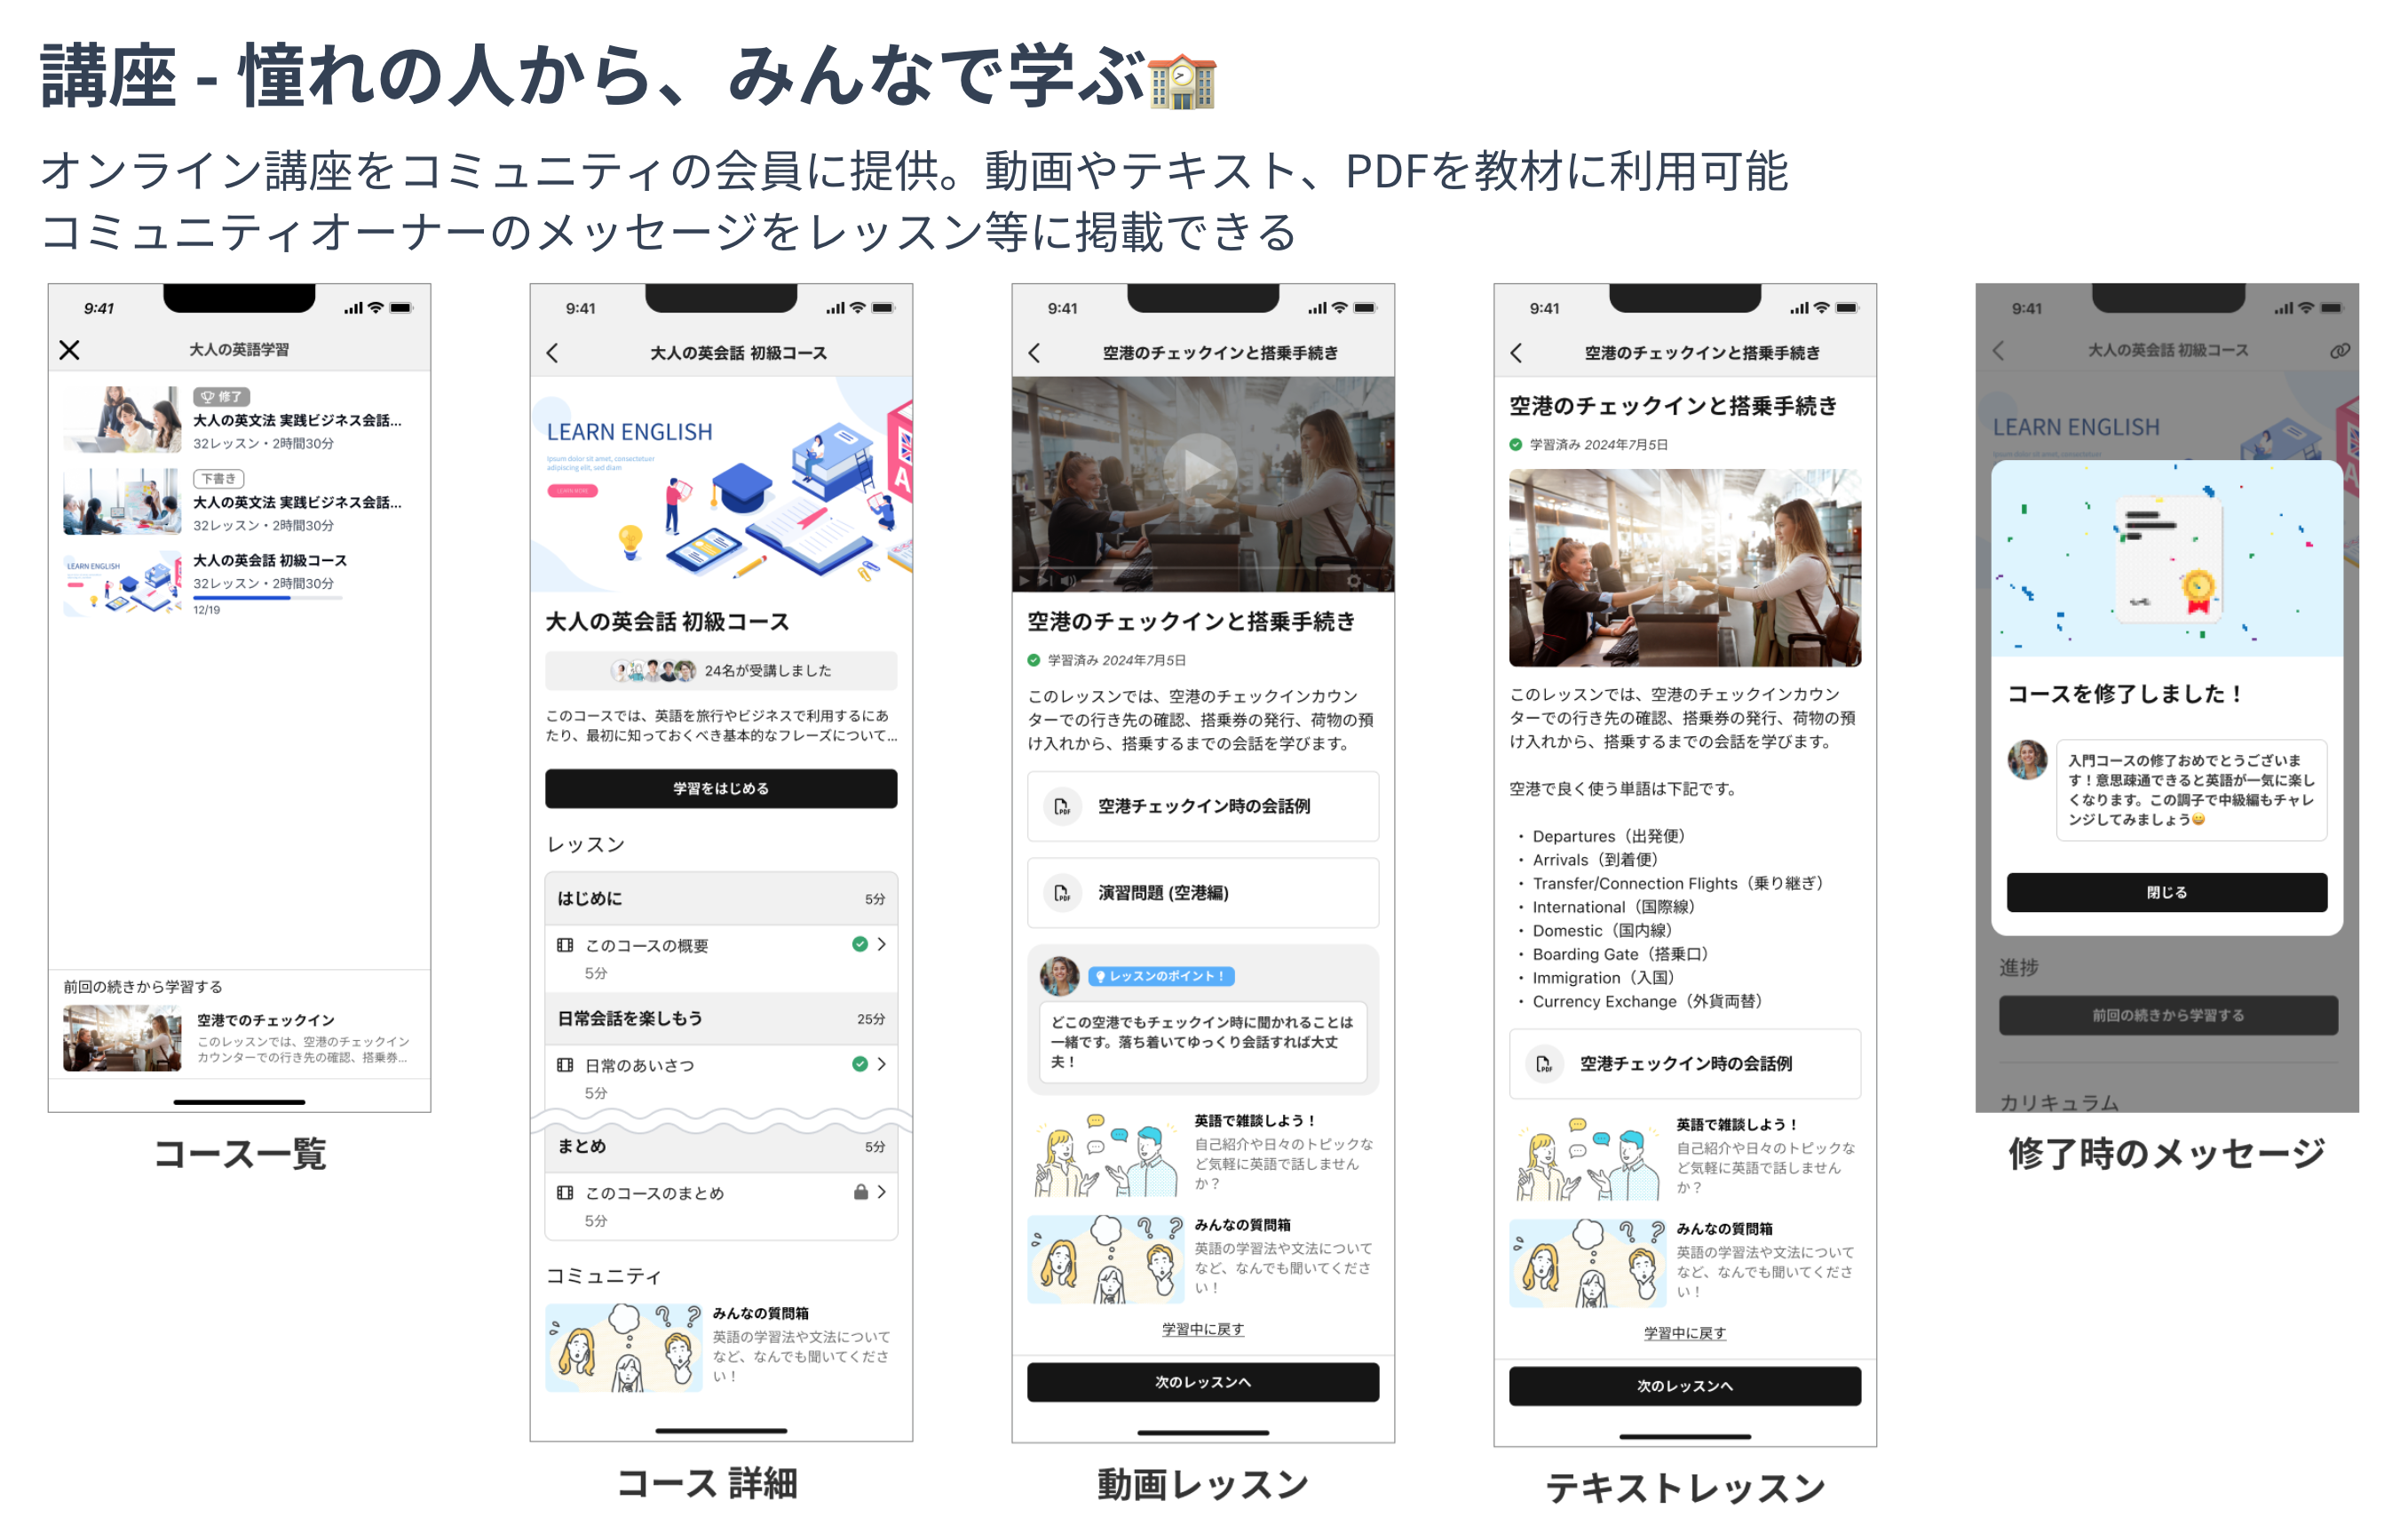 講座 - 憧れの人から、みんなで学ぶ🏫
オンライン講座をコミュニティの会員に提供。動画やテキスト、PDFを教材に利用可能
コミュニティオーナーのメッセージをレッスン等に掲載できる
9:41
大人の英語学習
修了
大人の英文法 実践ビジネス会話...
32レッスン・2時間30分
下書き
大人の英文法 実践ビジネス会話...
32レッスン・2時間30分
LEARN ENGLISH
大人の英会話 初級コース
32レッスン・2時間30分
12/19
前回の続きから学習する
空港でのチェックイン
このレッスンでは、空港のチェックイン
カウンターでの行き先の確認、搭乗券...
コース一覧
9:41
大人の英会話 初級コース
LEARN ENGLISH
Ipsum dolor sit amet, consectetuer
adipiscing elit, sed diam
LEARN MORE
A
大人の英会話 初級コース
24名が受講しました
このコースでは、英語を旅行やビジネスで利用するにあ
たり、最初に知っておくべき基本的なフレーズについて...
学習をはじめる
レッスン
はじめに 5分
このコースの概要
5分
日常会話を楽しもう 25分
日常のあいさつ
5分
まとめ 5分
このコースのまとめ
5分
コミュニティ
みんなの質問箱
英語の学習法や文法について
など、なんでも聞いてくださ
い！
コース 詳細
9:41
空港のチェックインと搭乗手続き
空港のチェックインと搭乗手続き
学習済み 2024年7月5日
このレッスンでは、空港のチェックインカウン
ターでの行き先の確認、搭乗券の発行、荷物の預
け入れから、搭乗するまでの会話を学びます。
PDF
空港チェックイン時の会話例
PDF
演習問題 (空港編)
レッスンのポイント！
どこの空港でもチェックイン時に聞かれることは
一緒です。落ち着いてゆっくり会話すれば大丈
夫！
英語で雑談しよう！
自己紹介や日々のトピックな
ど気軽に英語で話しません
か？
みんなの質問箱
英語の学習法や文法について
など、なんでも聞いてくださ
い！
学習中に戻す
次のレッスンへ
動画レッスン
9:41
空港のチェックインと搭乗手続き
空港のチェックインと搭乗手続き
学習済み 2024年7月5日
このレッスンでは、空港のチェックインカウン
ターでの行き先の確認、搭乗券の発行、荷物の預
け入れから、搭乗するまでの会話を学びます。
空港で良く使う単語は下記です。
・ Departures（出発便）
・ Arrivals（到着便）
・ Transfer/Connection Flights（乗り継ぎ）
・ International（国際線）
・ Domestic（国内線）
・ Boarding Gate（搭乗口）
・ Immigration（入国）
・ Currency Exchange（外貨両替）
PDF
空港チェックイン時の会話例
英語で雑談しよう！
自己紹介や日々のトピックな
ど気軽に英語で話しません
か？
みんなの質問箱
英語の学習法や文法について
など、なんでも聞いてくださ
い！
学習中に戻す
次のレッスンへ
テキストレッスン
9:41
大人の英会話 初級コース
LEARN ENGLISH
A
コースを修了しました！
入門コースの修了おめでとうございま
す！意思疎通できると英語が一気に楽し
くなります。この調子で中級編もチャレ
ンジしてみましょう😄
閉じる
進捗
前回の続きから学習する
カリキュラム
修了時のメッセージ